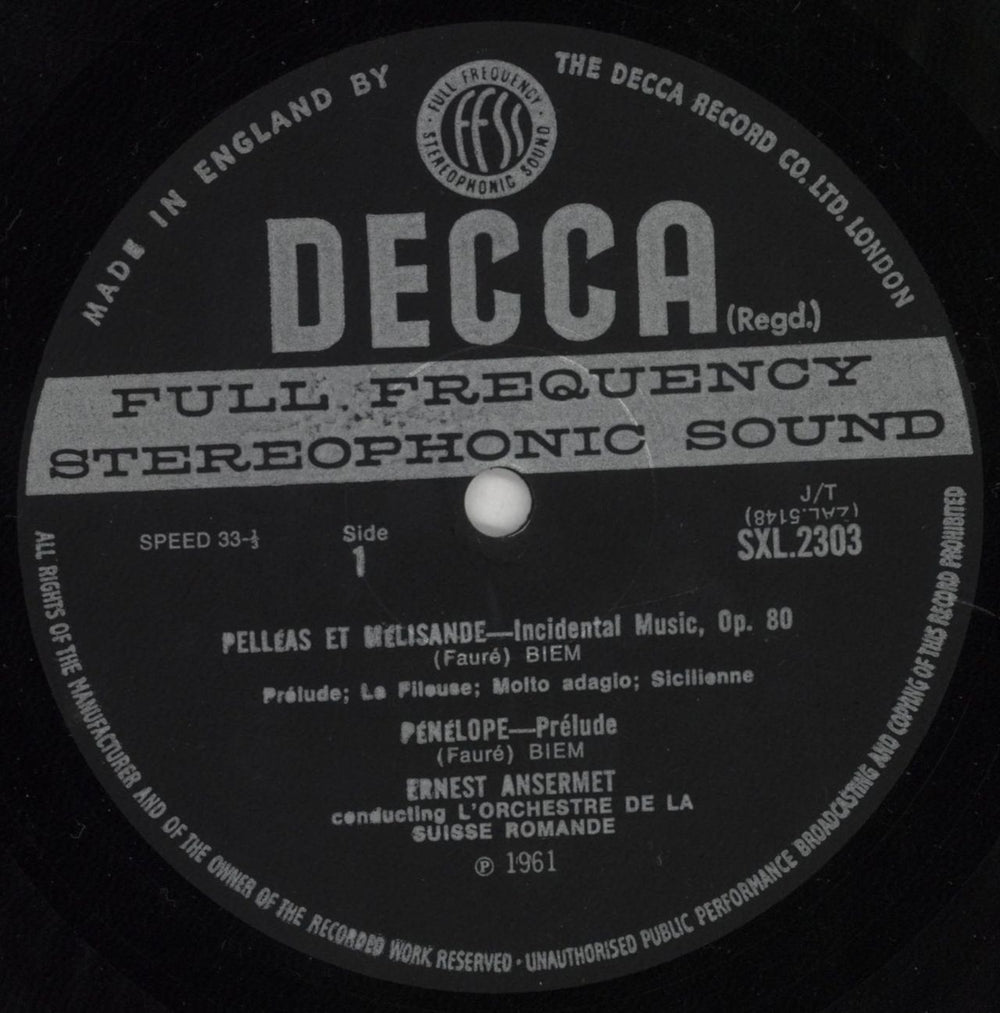 MADE IN ENGLAND BY
THE DECCA RECORD CO. LTD. LONDON
FULL FREQUENCY
FFSS
STEREOPHONIC SOUND
DECCA
(Regd.)
FULL FREQUENCY
STEREOPHONIC SOUND
SPEED 33-⅓
Side
1
J/T
(ZAL.5148)
SXL.2303
PELLÉAS ET MÉLISANDE—Incidental Music, Op. 80
(Fauré) BIEM
Prélude; La Fileuse; Molto adagio; Sicilienne
PÉNÉLOPE—Prélude
(Fauré) BIEM
ERNEST ANSERMET
conducting L'ORCHESTRE DE LA
SUISSE ROMANDE
℗ 1961
ALL RIGHTS OF THE MANUFACTURER AND OF THE OWNER OF THE RECORDED WORK RESERVED · UNAUTHORISED PUBLIC PERFORMANCE BROADCASTING AND COPYING OF THIS RECORD PROHIBITED